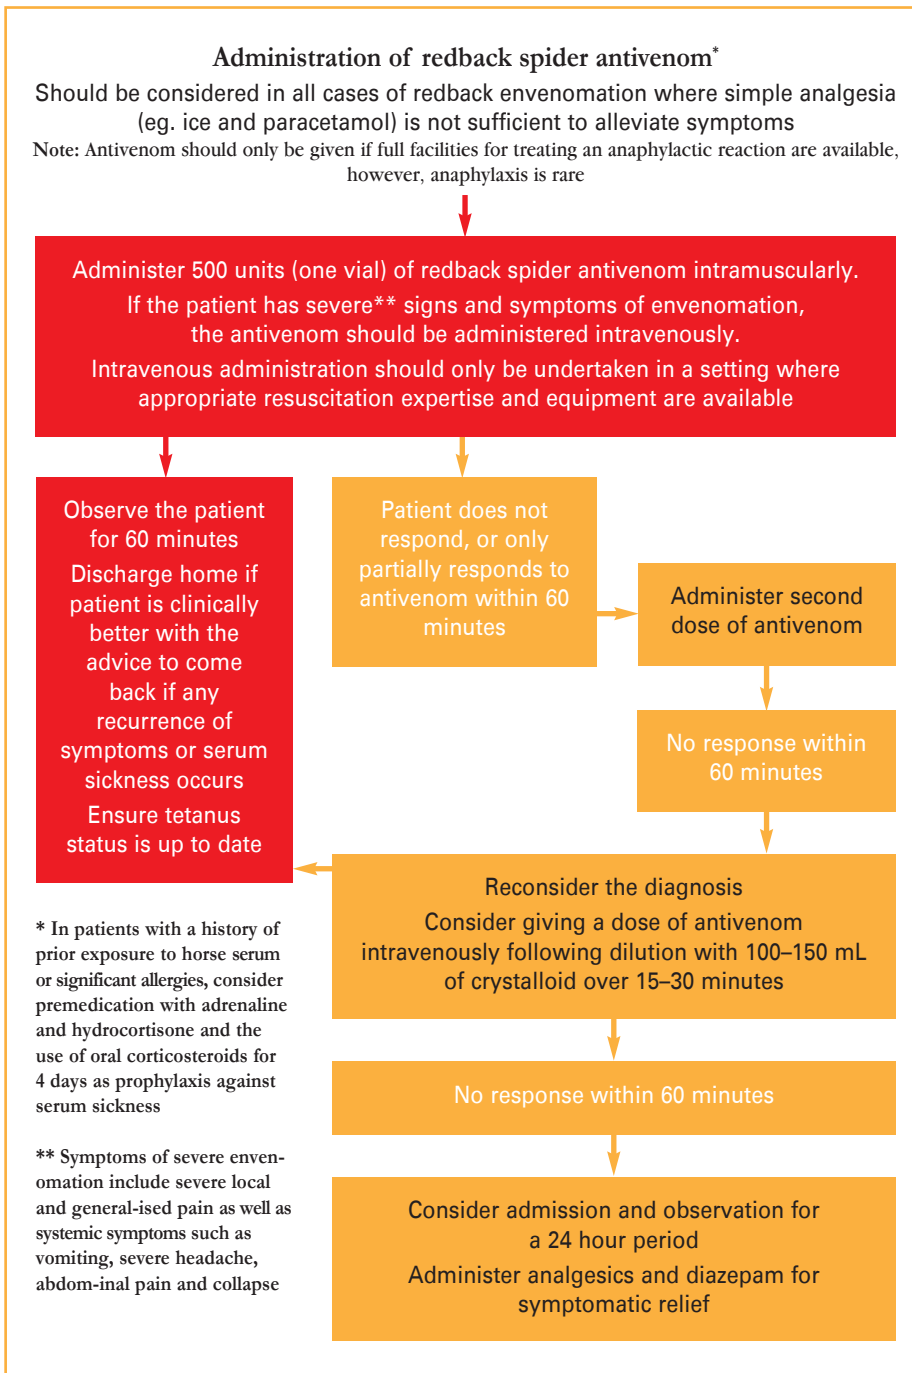 Administration of redback spider antivenom*
Should be considered in all cases of redback envenomation where simple analgesia
(eg. ice and paracetamol) is not sufficient to alleviate symptoms
Note: Antivenom should only be given if full facilities for treating an anaphylactic reaction are available,
however, anaphylaxis is rare
Administer 500 units (one vial) of redback spider antivenom intramuscularly.
If the patient has severe** signs and symptoms of envenomation,
the antivenom should be administered intravenously.
Intravenous administration should only be undertaken in a setting where
appropriate resuscitation expertise and equipment are available
Observe the patient
for 60 minutes
Discharge home if
patient is clinically
better with the
advice to come
back if any
recurrence of
symptoms or serum
sickness occurs
Ensure tetanus
status is up to date
Patient does not
respond, or only
partially responds to
antivenom within 60
minutes
Administer second
dose of antivenom
No response within
60 minutes
Reconsider the diagnosis
Consider giving a dose of antivenom
intravenously following dilution with 100–150 mL
of crystalloid over 15–30 minutes
No response within 60 minutes
Consider admission and observation for
a 24 hour period
Administer analgesics and diazepam for
symptomatic relief
* In patients with a history of
prior exposure to horse serum
or significant allergies, consider
premedication with adrenaline
and hydrocortisone and the
use of oral corticosteroids for
4 days as prophylaxis against
serum sickness
** Symptoms of severe enven-
omation include severe local
and general-ised pain as well as
systemic symptoms such as
vomiting, severe headache,
abdom-inal pain and collapse